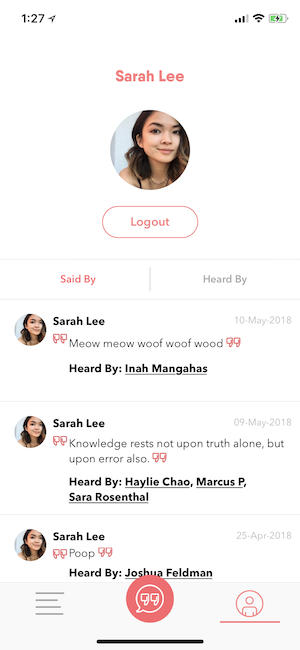 1:27
Sarah Lee
Logout
Said By
Heard By
Sarah Lee
10-May-2018
Meow meow woof woof wood
Heard By: Inah Mangahas
Sarah Lee
09-May-2018
Knowledge rests not upon truth alone, but
upon error also.
Heard By: Haylie Chao, Marcus P,
Sara Rosenthal
Sarah Lee
25-Apr-2018
Poop
Heard By: Joshua Feldman